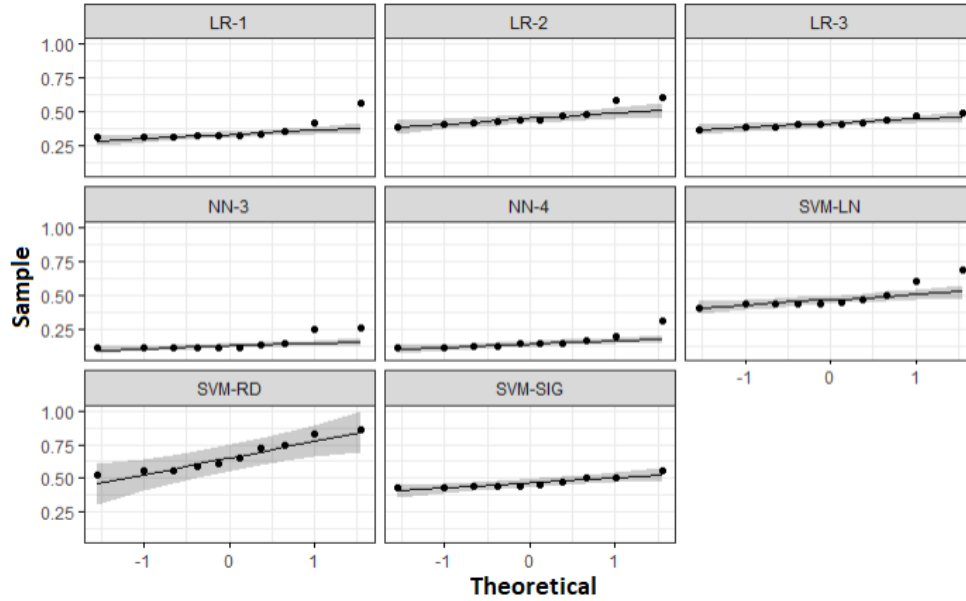 LR-1 LR-2 LR-3
1.00
0.75
0.50
0.25
NN-3 NN-4 SVM-LN
1.00
0.75
0.50
0.25
Sample
-1 0 1
SVM-RD SVM-SIG
1.00
0.75
0.50
0.25
-1 0 1 -1 0 1
Theoretical